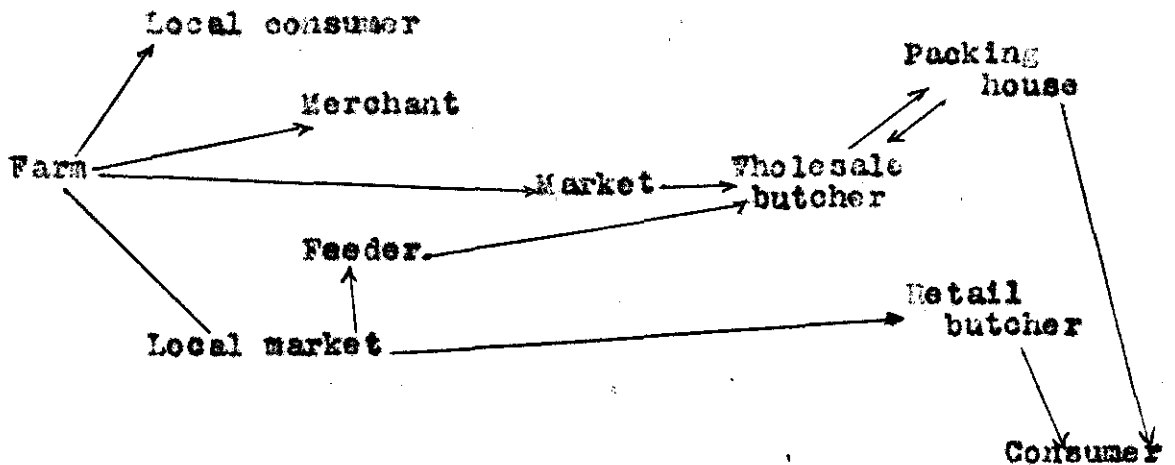 Local consumer
Packing
house
Merchant
Farm
Market
Wholesale
butcher
Feeder
Retail
butcher
Local market
Consumer